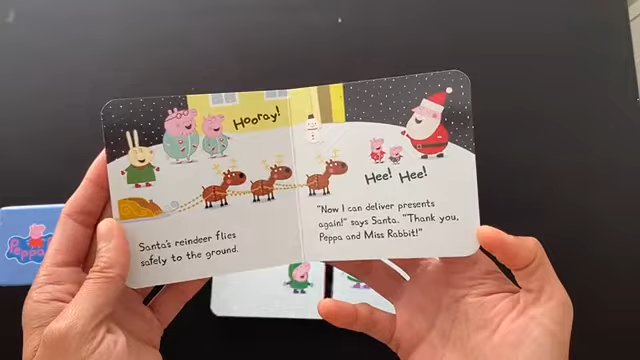 Hooray!
Santa's reindeer flies
safely to the ground.
Hee! Hee!
"Now I can deliver presents
again!" says Santa. "Thank you,
Peppa and Miss Rabbit!"